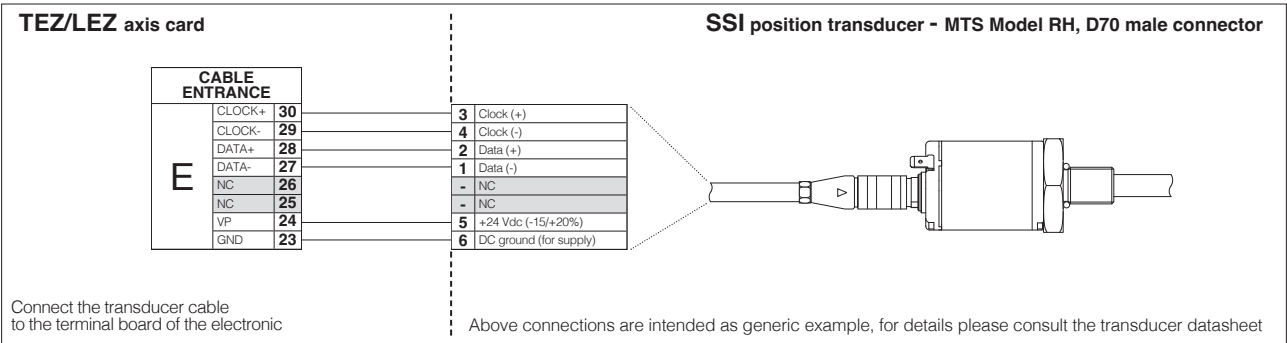 TEZ/LEZ axis card
SSI position transducer - MTS Model RH, D70 male connector
CABLE
ENTRANCE
E
CLOCK+ 30
CLOCK- 29
DATA+ 28
DATA- 27
NC 26
NC 25
VP 24
GND 23
3 Clock (+)
4 Clock (-)
2 Data (+)
1 Data (-)
- NC
- NC
5 +24 Vdc (-15/+20%)
6 DC ground (for supply)
Connect the transducer cable
to the terminal board of the electronic
Above connections are intended as generic example, for details please consult the transducer datasheet